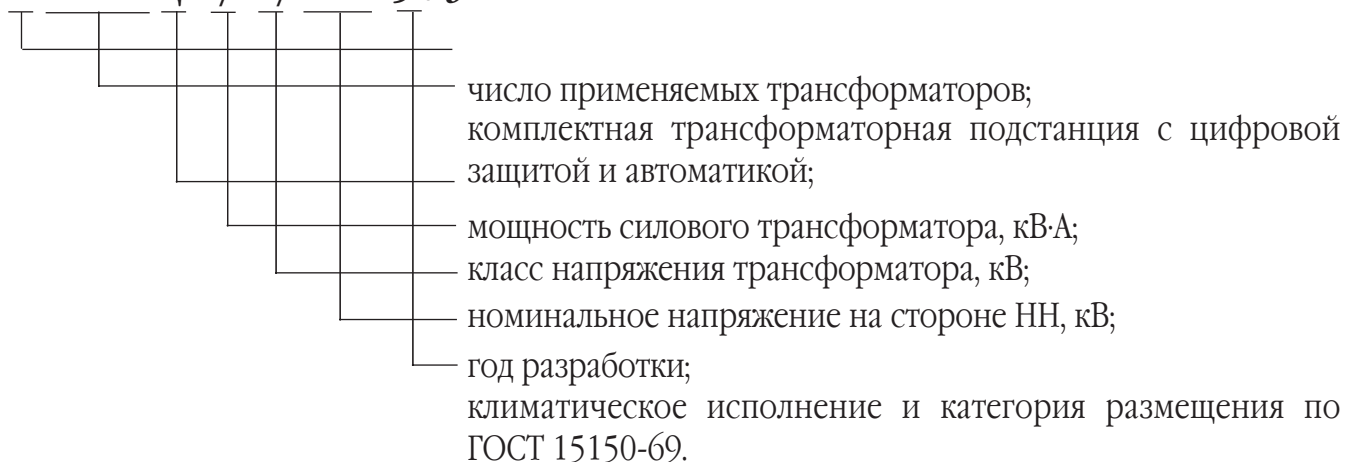 число применяемых трансформаторов;
комплектная трансформаторная подстанция с цифровой
защитой и автоматикой;
мощность силового трансформатора, кВ·А;
класс напряжения трансформатора, кВ;
номинальное напряжение на стороне НН, кВ;
год разработки;
климатическое исполнение и категория размещения по
ГОСТ 15150-69.